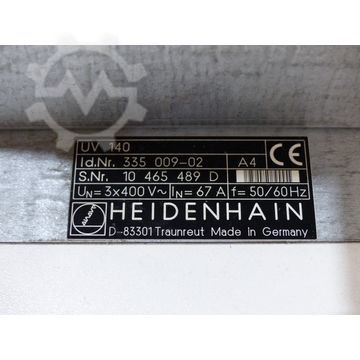 UV 140
Id.Nr. 335 009-02 A4 CE
S.Nr. 10 465 489 D
UN=3x400 V~ IN= 67 A f= 50/60Hz
HEIDENHAIN
D-83301 Traunreut Made in Germany